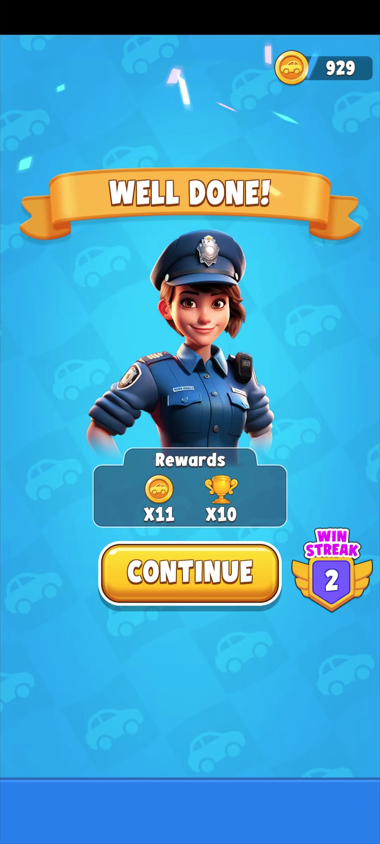 929
WELL DONE!
Rewards
X11 X10
CONTINUE
WIN
STREAK
2